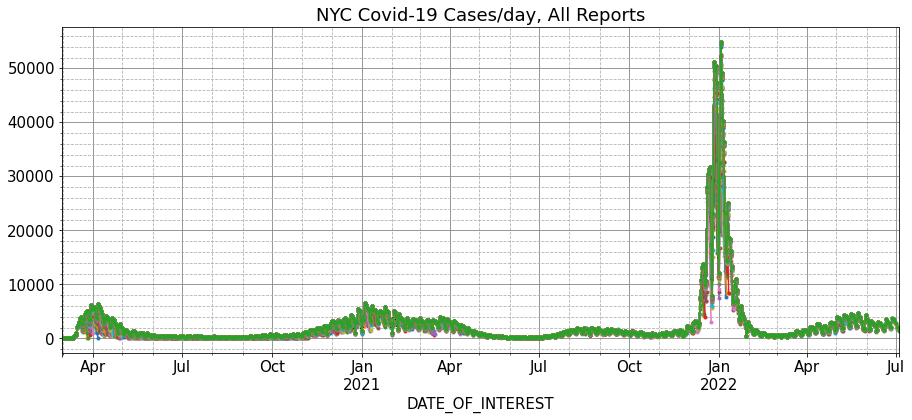 NYC Covid-19 Cases/day, All Reports
50000
40000
30000
20000
10000
0
Apr Jul Oct Jan Apr Jul Oct Jan Apr Jul
2021 2022
DATE_OF_INTEREST